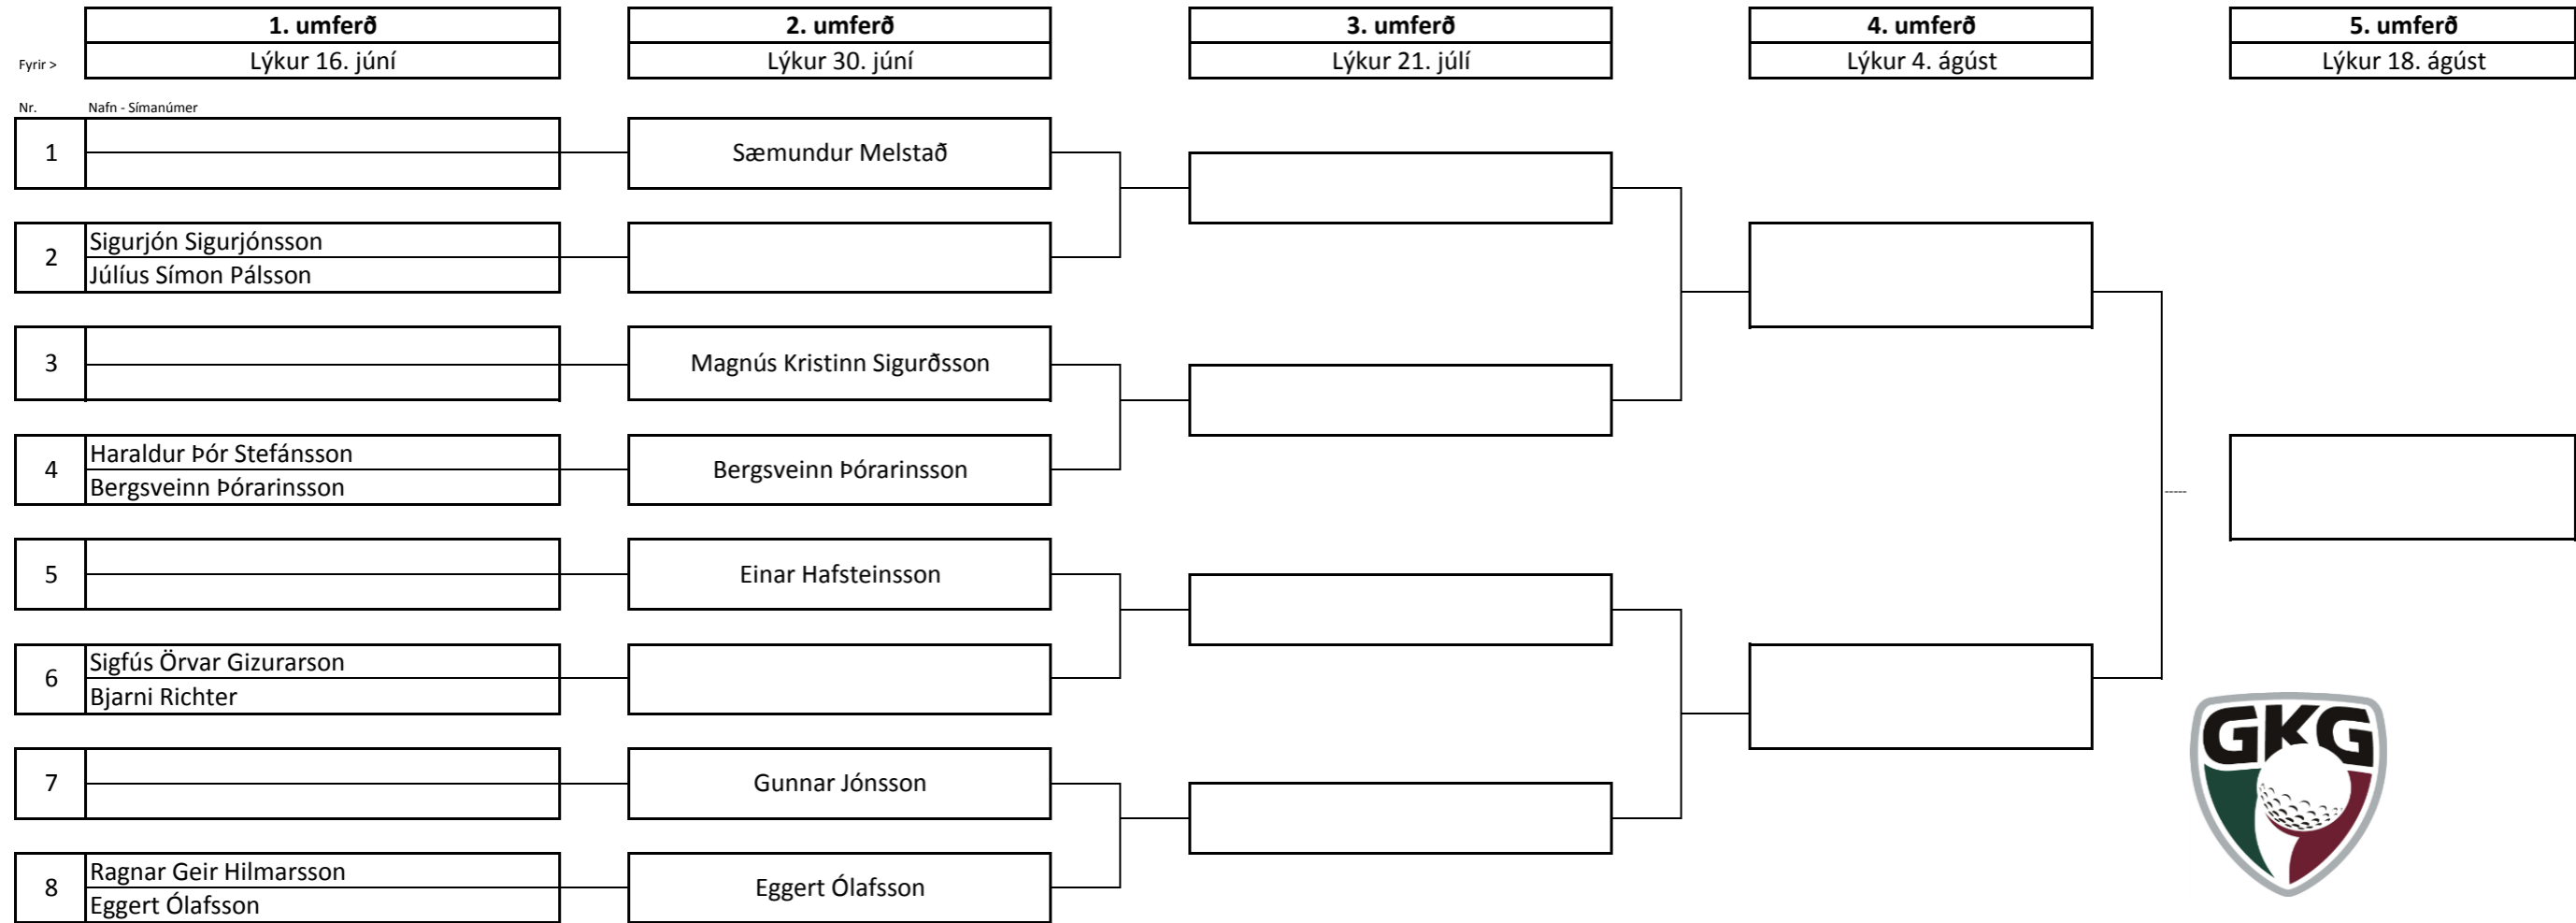 1. umferð
2. umferð
3. umferð
4. umferð
5. umferð
Fyrir >
Lýkur 16. júní
Lýkur 30. júní
Lýkur 21. júlí
Lýkur 4. ágúst
Lýkur 18. ágúst
Nr.
Nafn - Símanúmer
1
Sæmundur Melstað
2
Sigurjón Sigurjónsson
Júlíus Símon Pálsson
3
Magnús Kristinn Sigurðsson
4
Haraldur Þór Stefánsson
Bergsveinn Þórarinsson
Bergsveinn Þórarinsson
-----
5
Einar Hafsteinsson
6
Sigfús Örvar Gizurarson
Bjarni Richter
7
Gunnar Jónsson
GKG
8
Ragnar Geir Hilmarsson
Eggert Ólafsson
Eggert Ólafsson